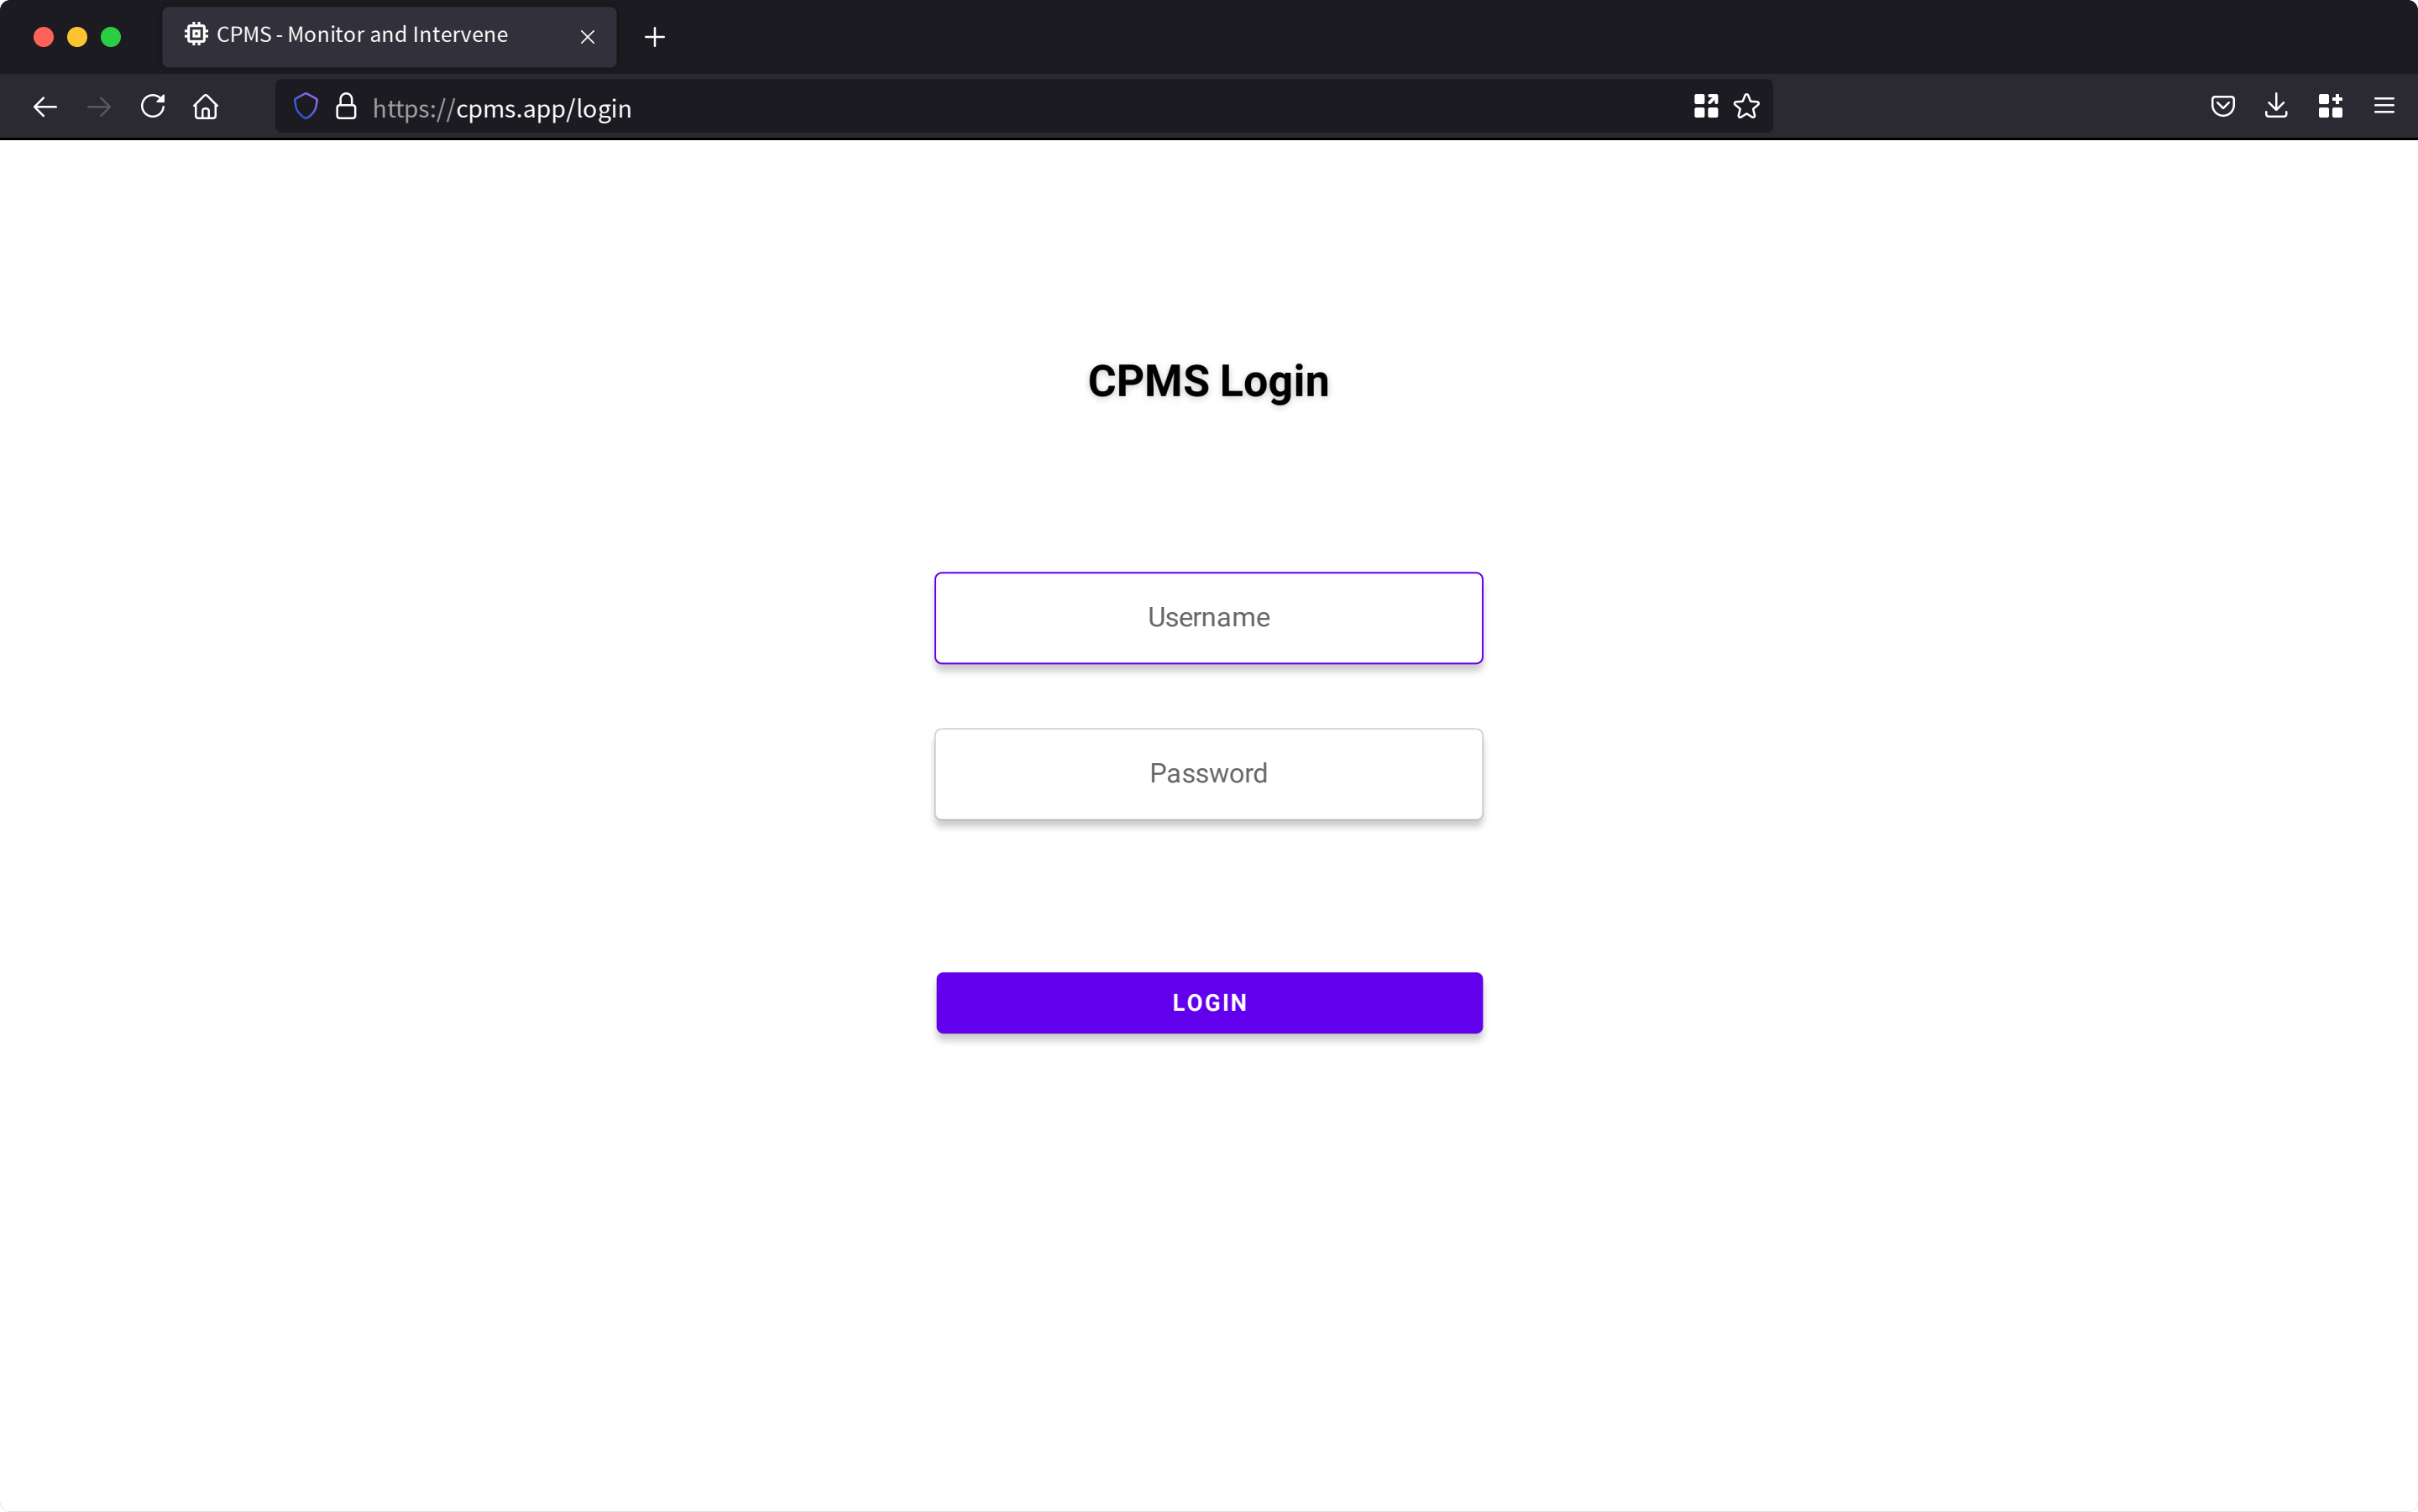 CPMS - Monitor and Intervene
https://cpms.app/login
CPMS Login
Username
Password
LOGIN